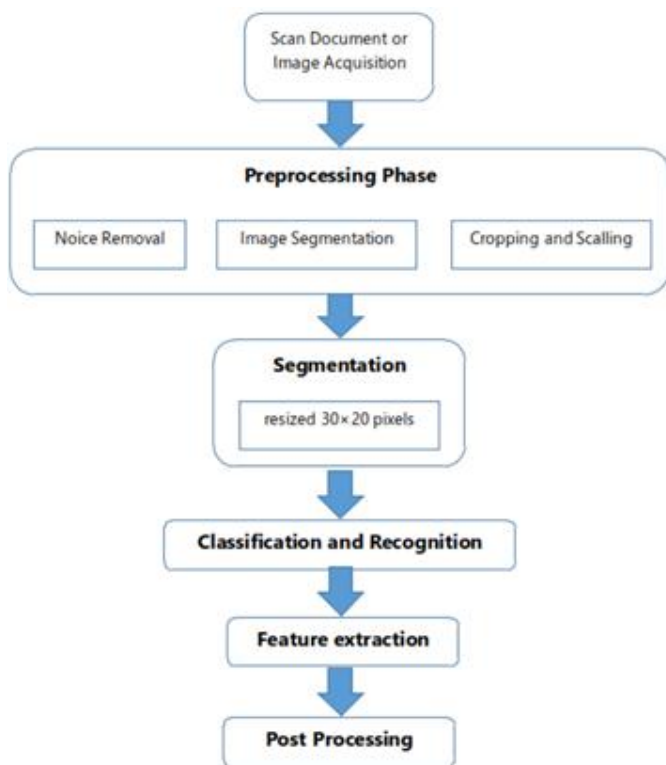 Scan Document or
Image Acquisition
Preprocessing Phase
Noice Removal
Image Segmentation
Cropping and Scalling
Segmentation
resized 30×20 pixels
Classification and Recognition
Feature extraction
Post Processing